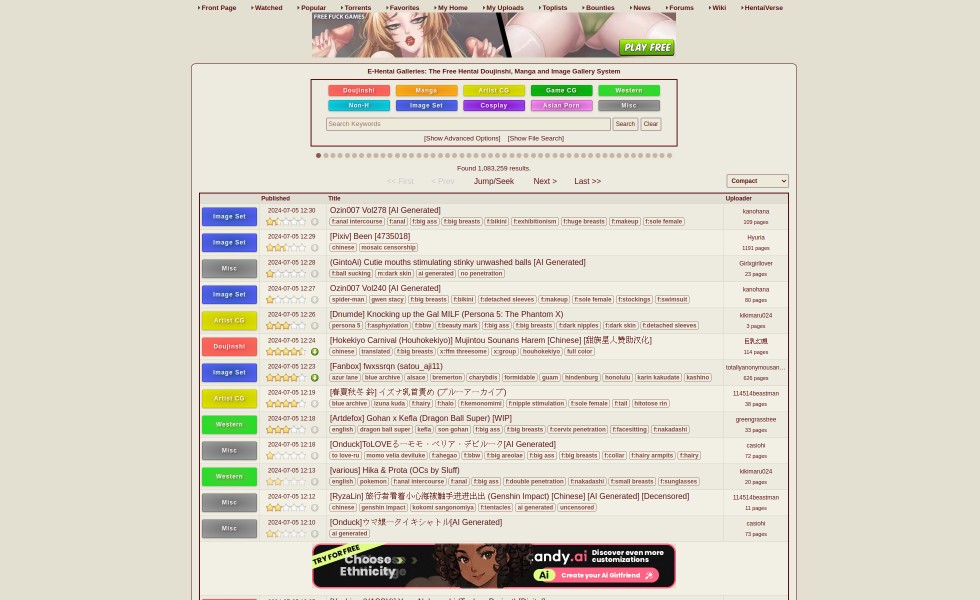 Front Page Watched Popular Torrents Favorites My Home My Uploads Toplists Bounties News Forums Wiki HentaiVerse
FREE FUCK GAMES
PLAY FREE
E-Hentai Galleries: The Free Hentai Doujinshi, Manga and Image Gallery System
Doujinshi Manga Artist CG Game CG Western
Non-H Image Set Cosplay Asian Porn Misc
Search Keywords Search Clear
[Show Advanced Options] [Show File Search]
Found 1,083,259 results.
<< First < Prev Jump/Seek Next > Last >> Compact
Published Title Uploader
Image Set 2024-07-05 12:30 Ozin007 Vol278 [AI Generated] kanohana
f:anal intercourse f:anal f:big ass f:big breasts f:bikini f:exhibitionism f:huge breasts f:makeup f:sole female 109 pages
Image Set 2024-07-05 12:29 [Pixiv] Been [4735018] Hyuria
chinese mosaic censorship 1191 pages
Misc 2024-07-05 12:28 (GintoAi) Cutie mouths stimulating stinky unwashed balls [AI Generated] Girlxgirllover
f:ball sucking m:dark skin ai generated no penetration 23 pages
Image Set 2024-07-05 12:27 Ozin007 Vol240 [AI Generated] kanohana
spider-man gwen stacy f:big breasts f:bikini f:detached sleeves f:makeup f:sole female f:stockings f:swimsuit 80 pages
Artist CG 2024-07-05 12:26 [Dnumde] Knocking up the Gal MILF (Persona 5: The Phantom X) kikimaru024
persona 5 f:asphyxiation f:bbw f:beauty mark f:big ass f:big breasts f:dark nipples f:dark skin f:detached sleeves 3 pages
Doujinshi 2024-07-05 12:24 [Hokekiyo Carnival (Houhokekiyo)] Mujintou Sounans Harem [Chinese] [甜族星人赞助汉化]
chinese translated f:big breasts x:ffm threesome x:group houhokekiyo full color 114 pages
Image Set 2024-07-05 12:23 [Fanbox] fwxssrqn (satou_aji11) totallyanonymousan...
azur lane blue archive alsace bremerton charybdis formidable guam hindenburg honolulu karin kakudate kashino 626 pages
Artist CG 2024-07-05 12:19 [春夏秋冬 鈴] イズナ乳首責め (ブルーアーカイブ) 114514beastman
blue archive izuna kuda f:hairy f:halo f:kemonomimi f:nipple stimulation f:sole female f:tail hitotose rin 38 pages
Western 2024-07-05 12:18 [Artdefox] Gohan x Kefla (Dragon Ball Super) [WIP] greengrasstree
english dragon ball super kefla son gohan f:big ass f:big breasts f:cervix penetration f:facesitting f:nakadashi 33 pages
Misc 2024-07-05 12:18 [Onduck]ToLOVEるーモモ・ベリア・デビルーク[AI Generated] casiohi
to love-ru momo velia deviluke f:ahegao f:bbw f:big areolae f:big ass f:big breasts f:collar f:hairy armpits f:hairy 72 pages
Western 2024-07-05 12:13 [various] Hika & Prota (OCs by Sluff) kikimaru024
english pokemon f:anal intercourse f:anal f:big ass f:double penetration f:nakadashi f:small breasts f:sunglasses 20 pages
Misc 2024-07-05 12:12 [RyzaLin] 旅行者看着小心海被触手进进出出 (Genshin Impact) [Chinese] [AI Generated] [Decensored] 114514beastman
chinese genshin impact kokomi sangonomiya f:tentacles ai generated uncensored 11 pages
Misc 2024-07-05 12:10 [Onduck]ウマ娘ータイキシャトル[AI Generated] casiohi
ai generated 73 pages
TRY FOR FREE
Choose Ethnicity
candy.ai Discover even more customizations
Ai Create your AI Girlfriend